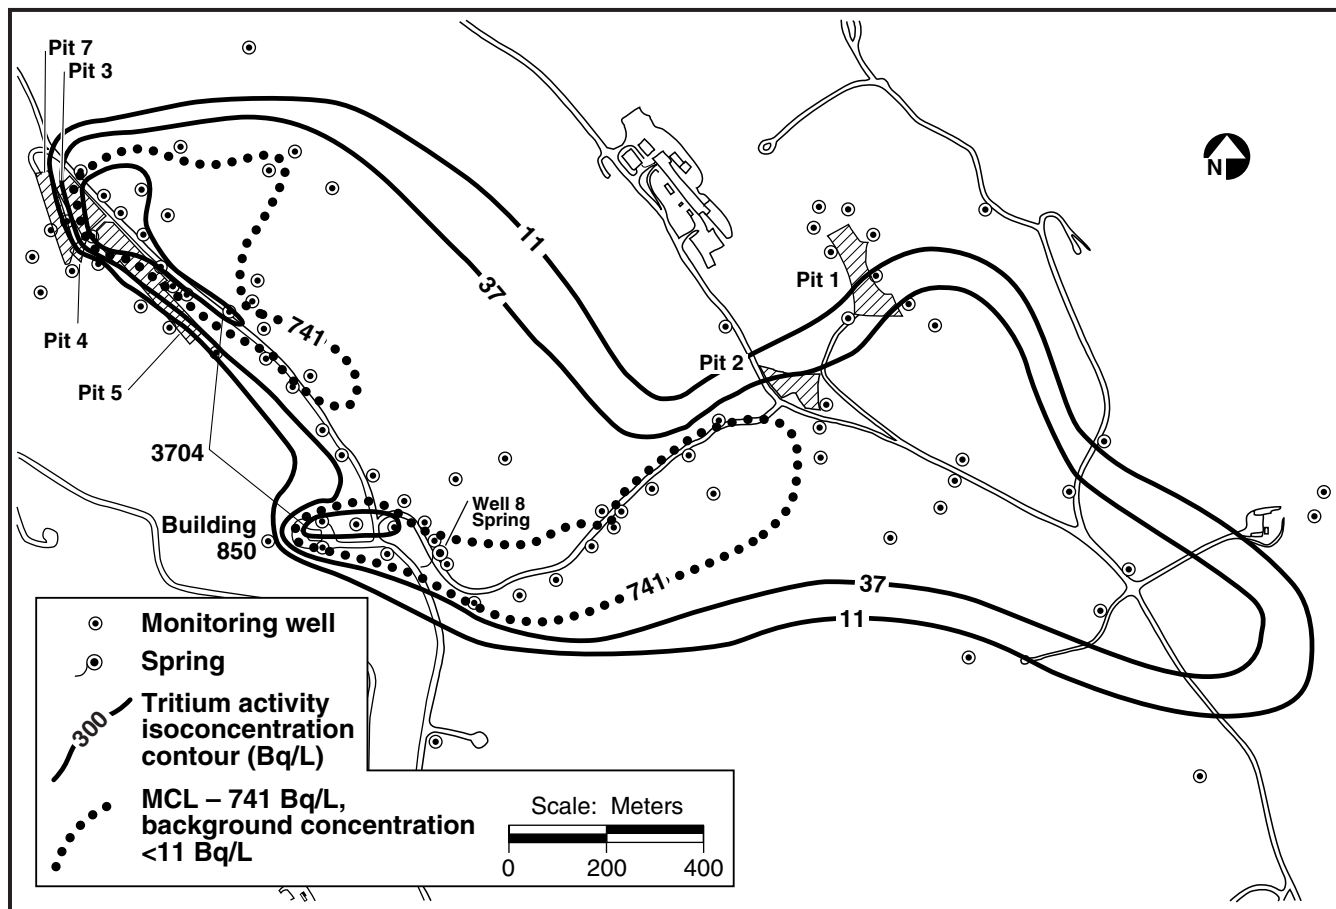 Pit 7
Pit 3
N
11
37
Pit 1
741
Pit 4
Pit 2
Pit 5
3704
Well 8
Spring
Building
850
741
37
11
Monitoring well
Spring
300
Tritium activity
isoconcentration
contour (Bq/L)
MCL – 741 Bq/L,
background concentration
<11 Bq/L
Scale: Meters
0 200 400